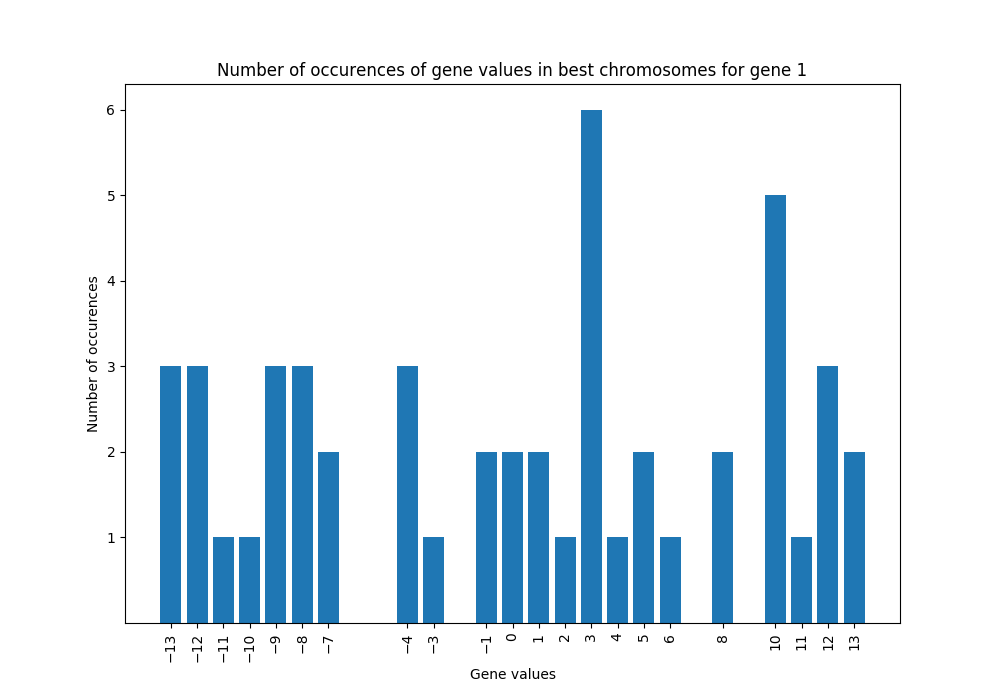 Number of occurences of gene values in best chromosomes for gene 1
6
5
4
3
2
1
Number of occurences
−13 −12 −11 −10 −9 −8 −7 −4 −3 −1 0 1 2 3 4 5 6 8 10 11 12 13
Gene values